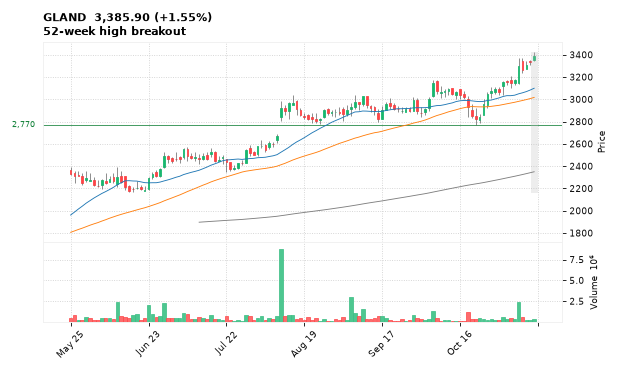 GLAND  3,385.90 (+1.55%)
52-week high breakout
3400
3200
3000
2,770
2800
2600
2400
2200
2000
1800
Price
7.5
5.0
2.5
Volume 10⁶
May 25
Jun 23
Jul 22
Aug 19
Sep 17
Oct 16